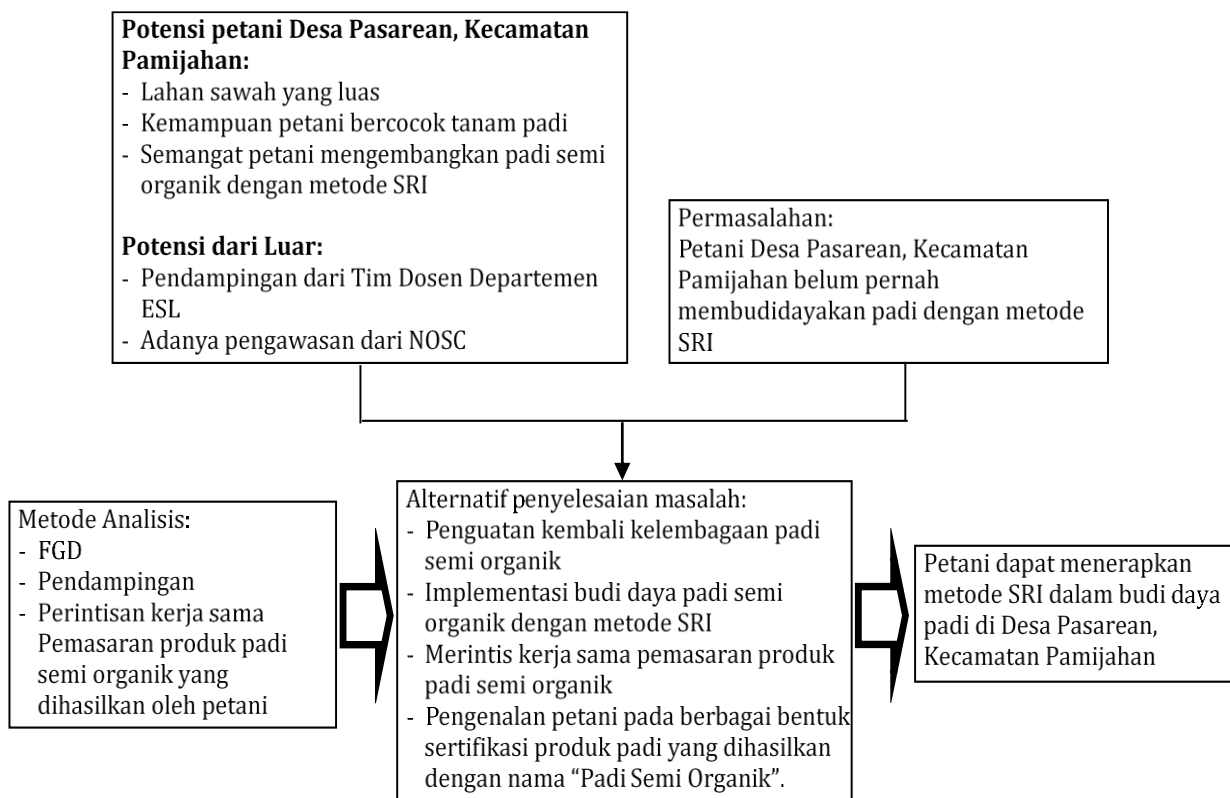 Potensi petani Desa Pasarean, Kecamatan
Pamijahan:
- Lahan sawah yang luas
- Kemampuan petani bercocok tanam padi
- Semangat petani mengembangkan padi semi
organik dengan metode SRI
Potensi dari Luar:
- Pendampingan dari Tim Dosen Departemen
ESL
- Adanya pengawasan dari NOSC
Permasalahan:
Petani Desa Pasarean, Kecamatan
Pamijahan belum pernah
membudidayakan padi dengan metode
SRI
Metode Analisis:
- FGD
- Pendampingan
- Perintisan kerja sama
Pemasaran produk padi
semi organik yang
dihasilkan oleh petani
Alternatif penyelesaian masalah:
- Penguatan kembali kelembagaan padi
semi organik
- Implementasi budi daya padi semi
organik dengan metode SRI
- Merintis kerja sama pemasaran produk
padi semi organik
- Pengenalan petani pada berbagai bentuk
sertifikasi produk padi yang dihasilkan
dengan nama “Padi Semi Organik”.
Petani dapat menerapkan
metode SRI dalam budi daya
padi di Desa Pasarean,
Kecamatan Pamijahan